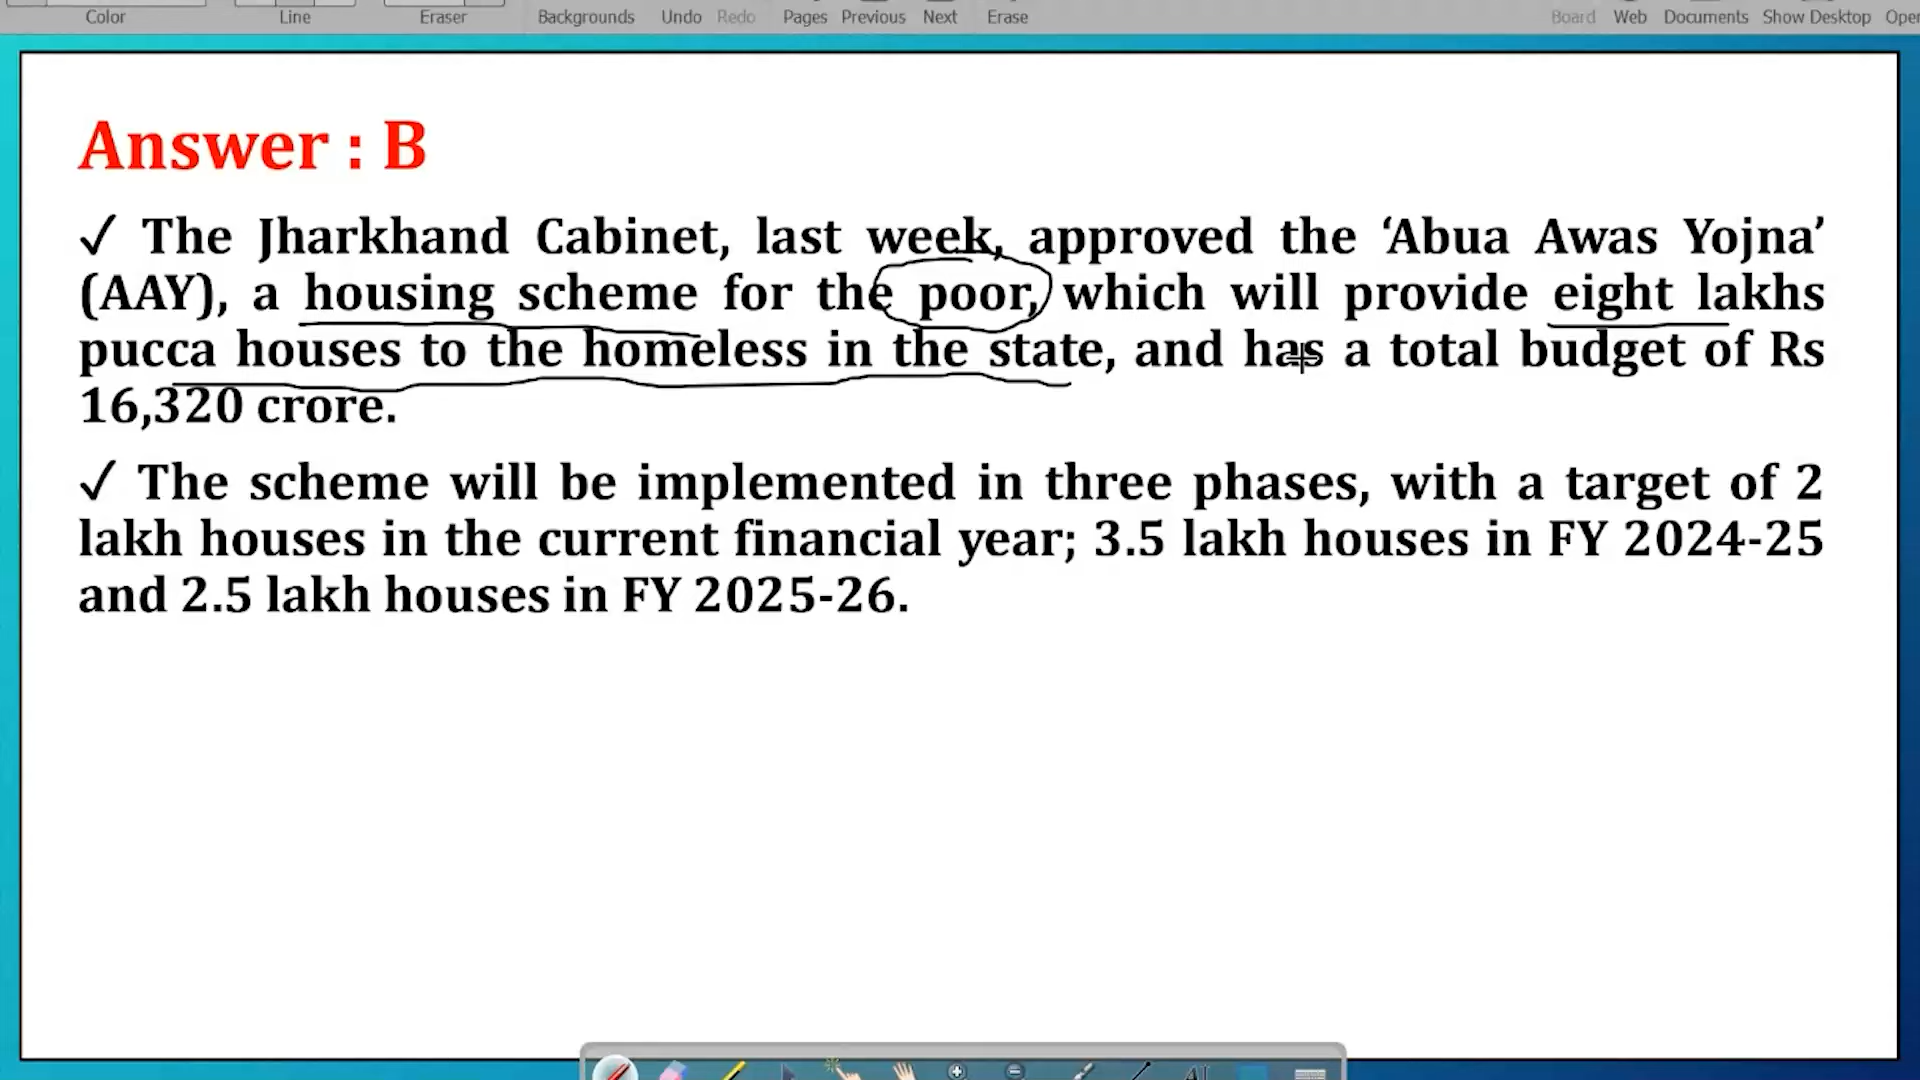 Color Line Eraser Backgrounds Undo Redo Pages Previous Next Erase Board Web Documents Show Desktop
Answer : B
✓ The Jharkhand Cabinet, last week, approved the ‘Abua Awas Yojna’
(AAY), a housing scheme for the poor, which will provide eight lakhs
pucca houses to the homeless in the state, and has a total budget of Rs
16,320 crore.
✓ The scheme will be implemented in three phases, with a target of 2
lakh houses in the current financial year; 3.5 lakh houses in FY 2024-25
and 2.5 lakh houses in FY 2025-26.